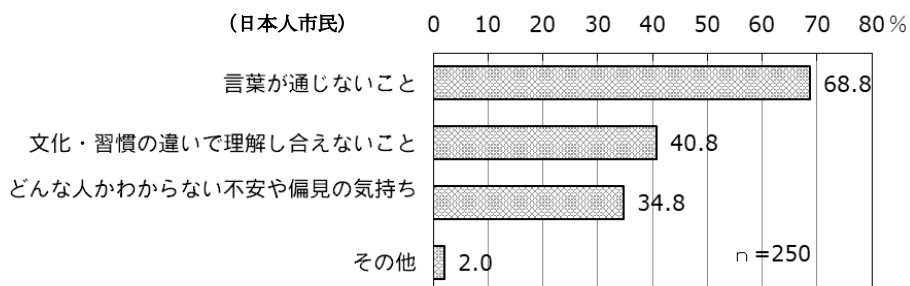 （日本人市民） 0 10 20 30 40 50 60 70 80％
言葉が通じないこと 68.8
文化・習慣の違いで理解し合えないこと 40.8
どんな人かわからない不安や偏見の気持ち 34.8
その他 2.0 ｎ=250